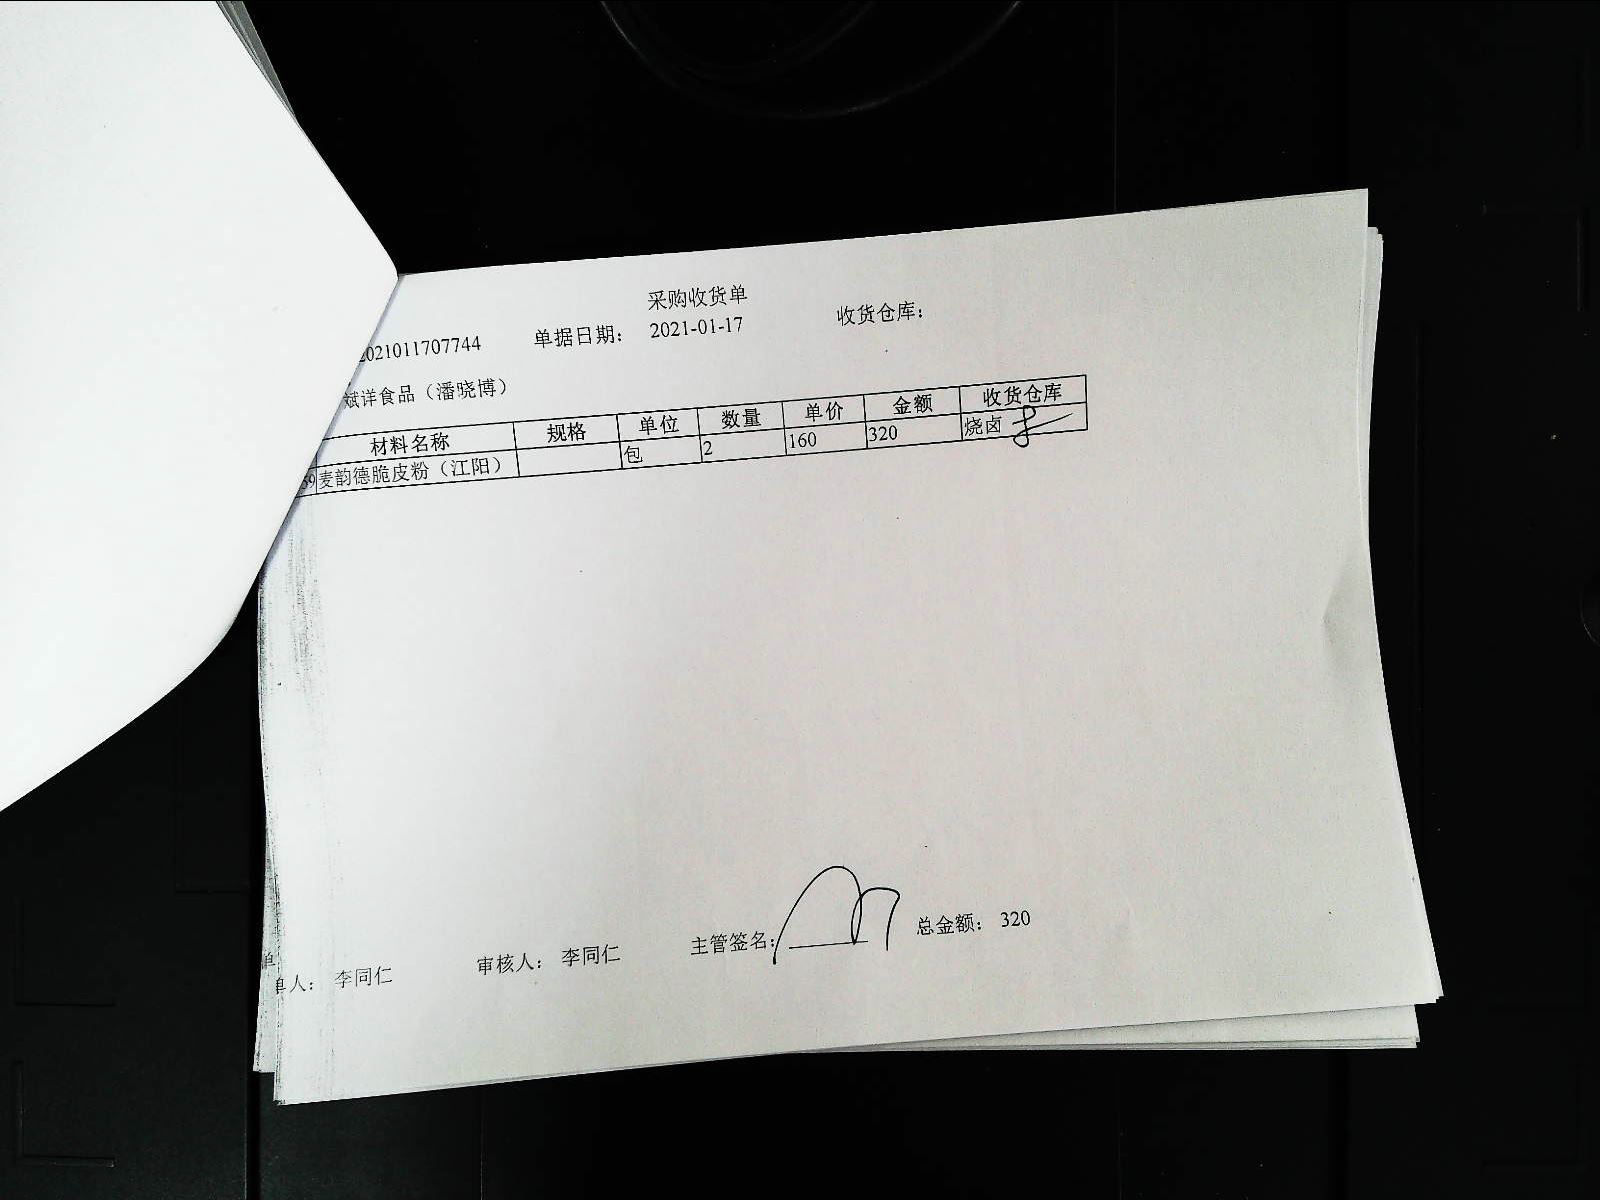 采购收货单
2021011707744 单据日期: 2021-01-17 收货仓库:
斌详食品（潘晓博）
材料名称 规格 单位 数量 单价 金额 收货仓库
59 麦韵德脆皮粉（江阳） 包 2 160 320 烧卤
单人: 李同仁 审核人: 李同仁 主管签名: 总金额: 320